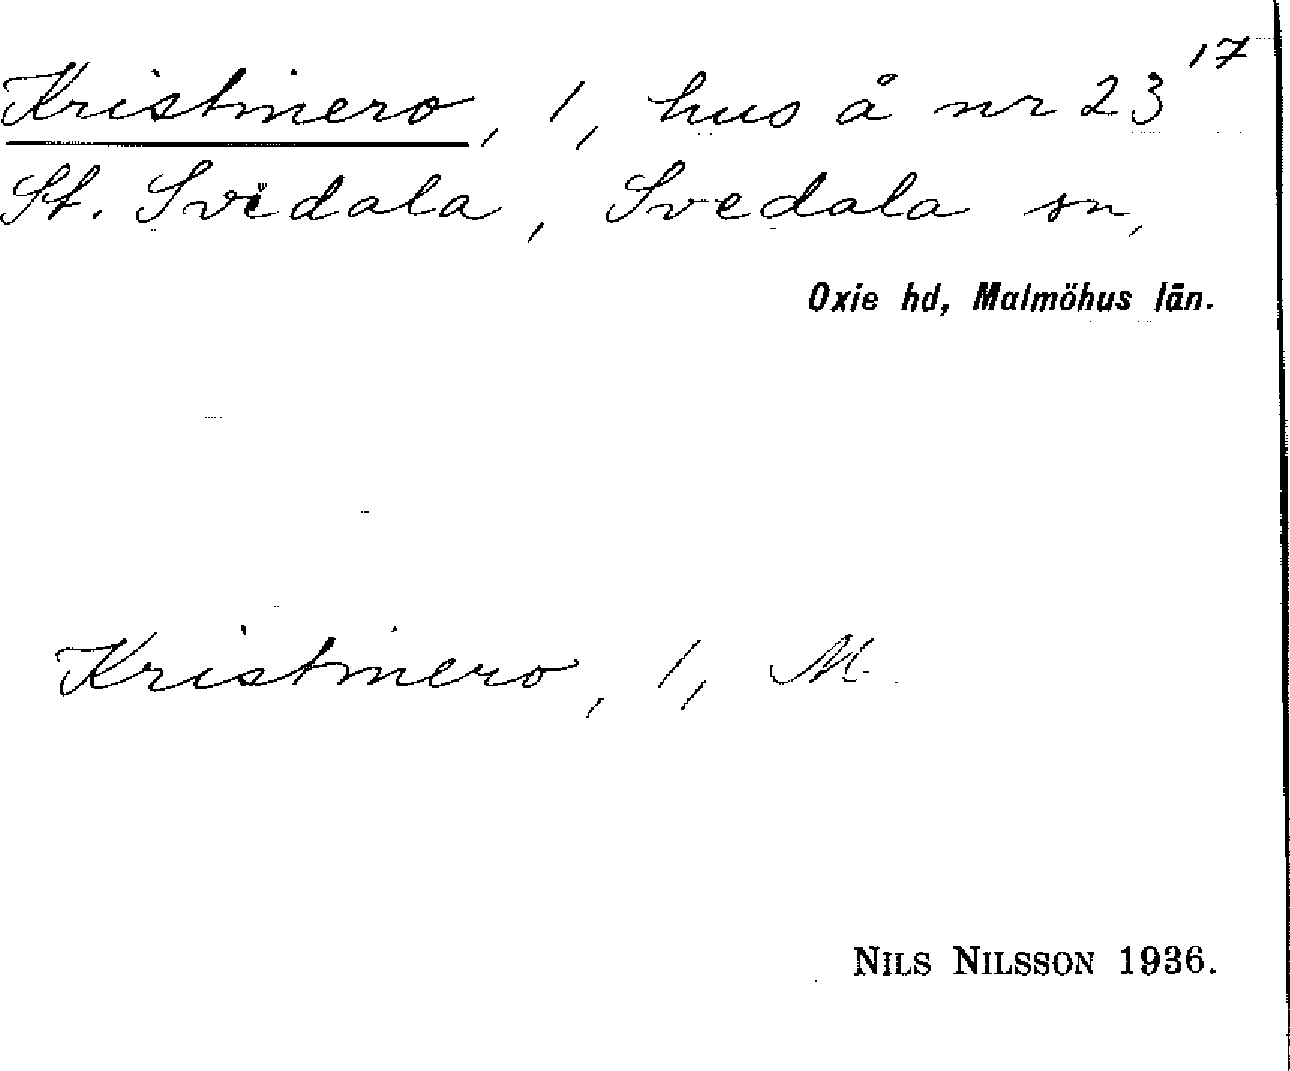 Kristinero, 1, hus å nr 23¹⁷
St. Svedala, Svedala sn,
Oxie hd, Malmöhus län.
Kristinero, 1, M.
NILS NILSSON 1936.